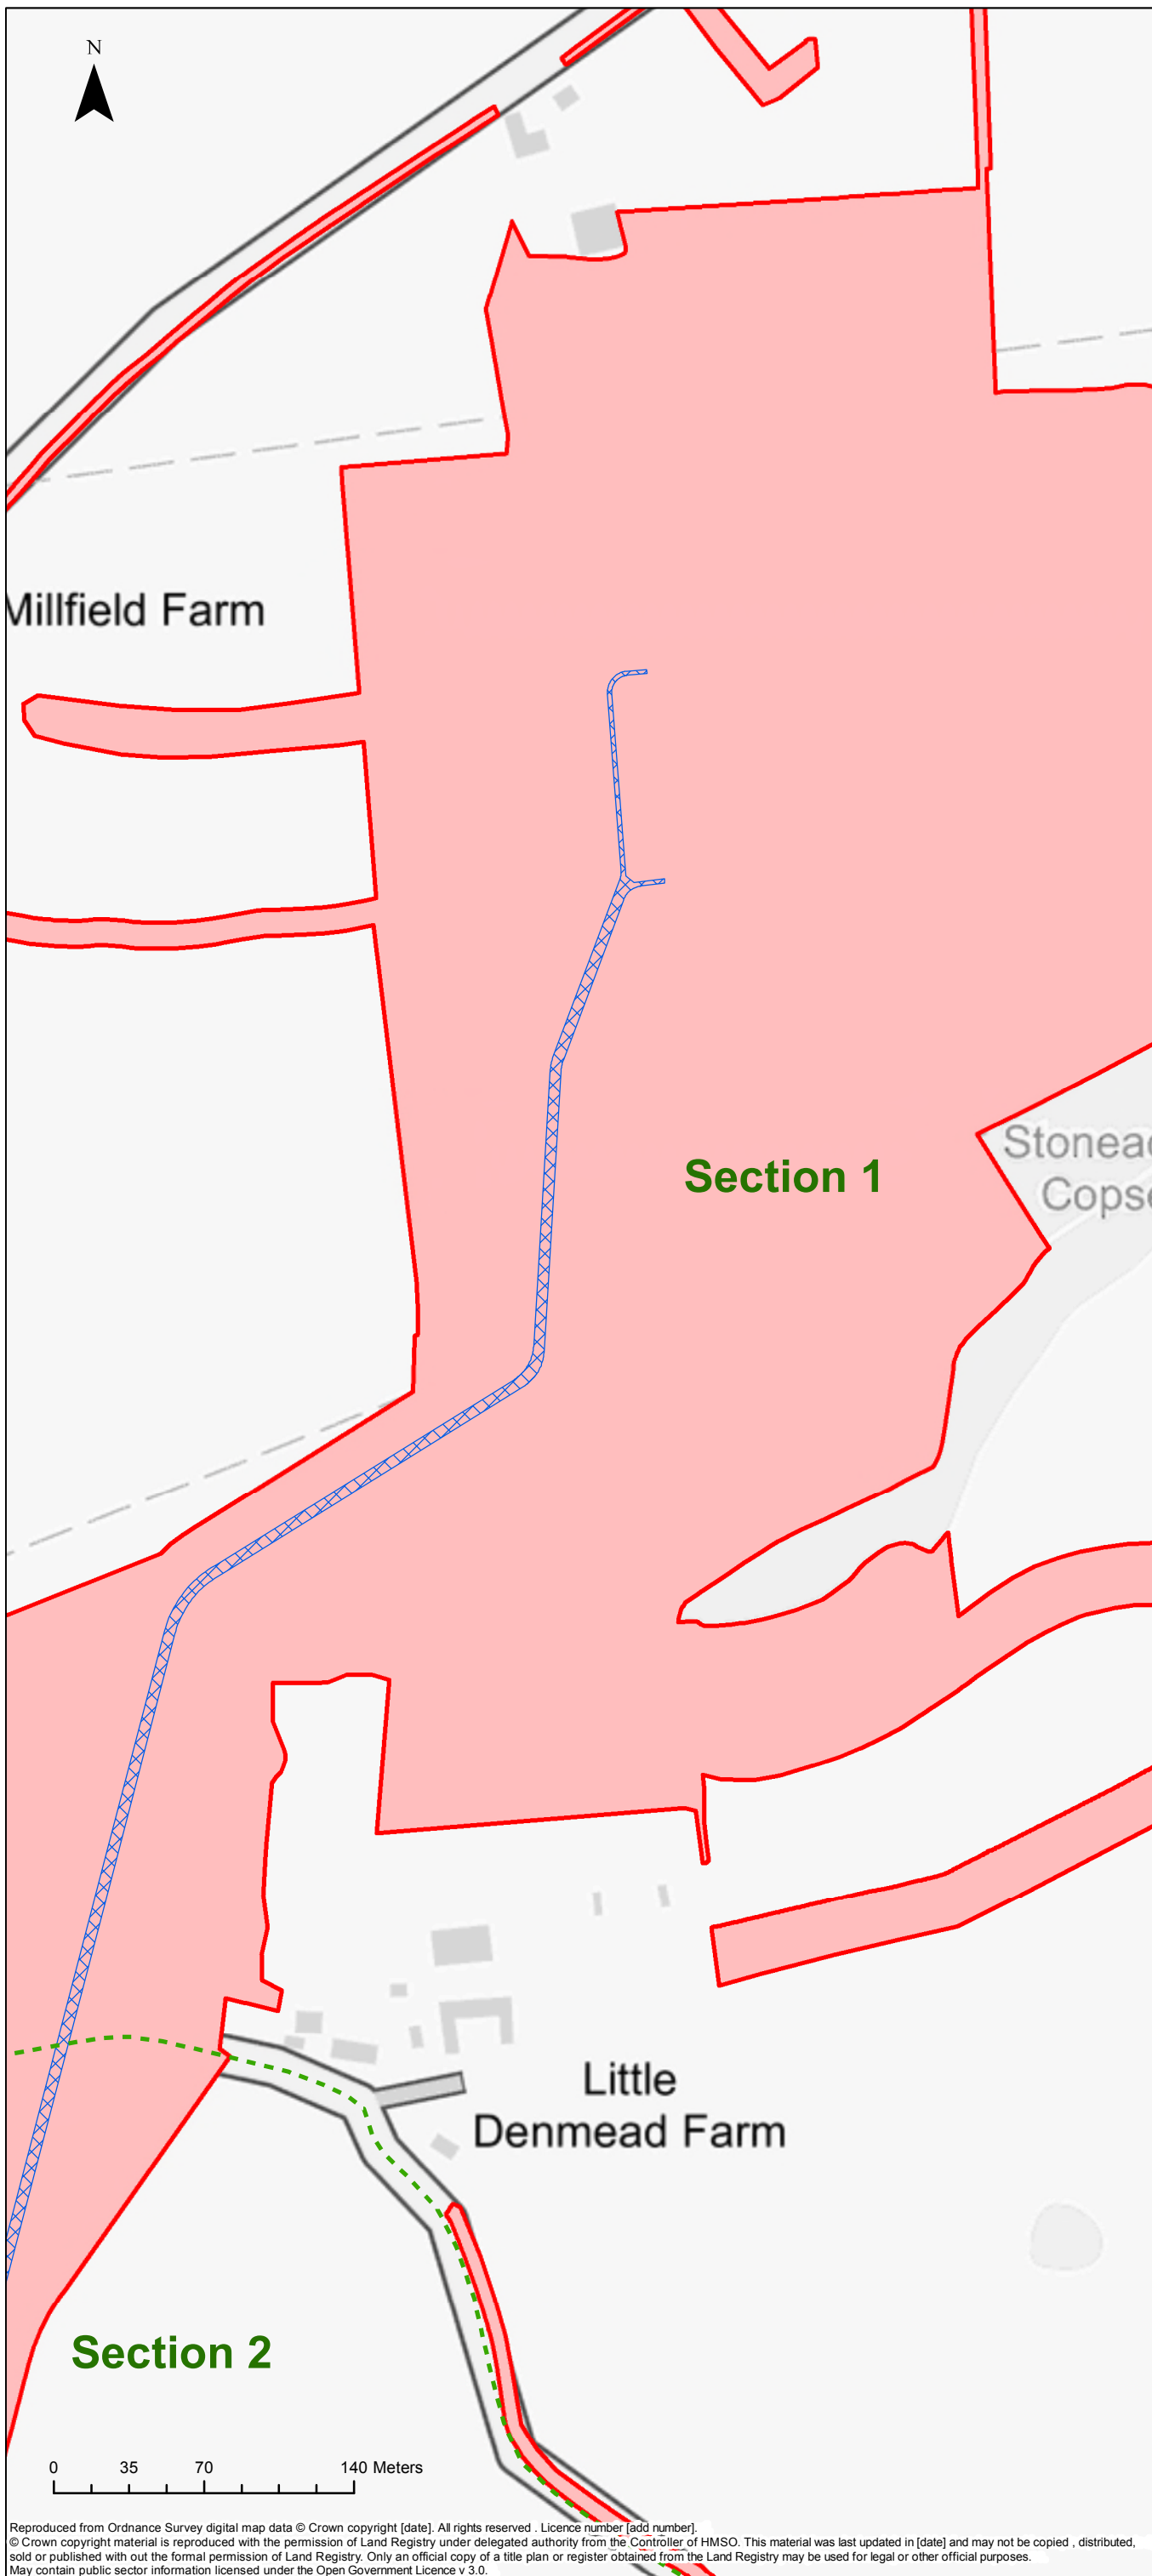 N
Millfield Farm
Stoneac
Copse
Section 1
Little
Denmead Farm
Section 2
0 35 70 140 Meters
Reproduced from Ordnance Survey digital map data © Crown copyright [date]. All rights reserved . Licence number [add number].
© Crown copyright material is reproduced with the permission of Land Registry under delegated authority from the Controller of HMSO. This material was last updated in [date] and may not be copied , distributed,
sold or published with out the formal permission of Land Registry. Only an official copy of a title plan or register obtained from the Land Registry may be used for legal or other official purposes.
May contain public sector information licensed under the Open Government Licence v 3.0.